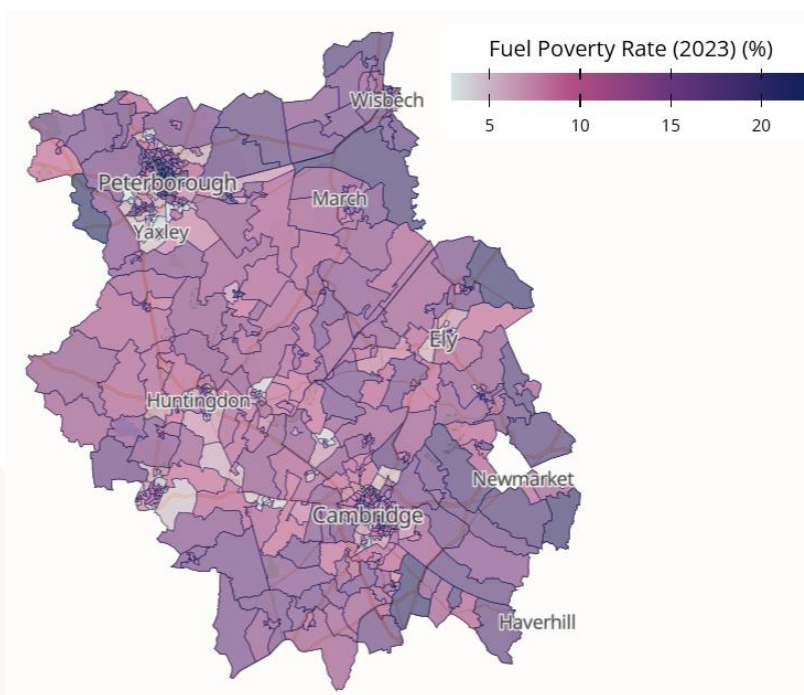 Fuel Poverty Rate (2023) (%)
5 10 15 20
Wisbech
Peterborough
March
Yaxley
Ely
Huntingdon
Newmarket
Cambridge
Haverhill